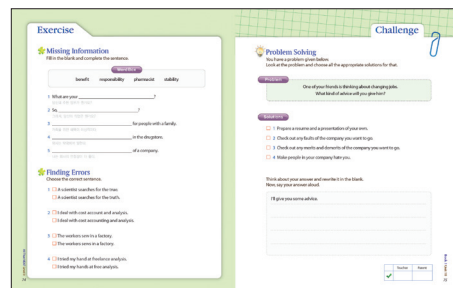 Exercise
Missing Information
Fill in the blank and complete the sentence.
Word Box
benefit responsibility pharmacist stability
1 What are your ?
2 So, ?
3 for people with a family.
4 in the drugstore.
5 of a company.
Finding Errors
Choose the correct sentence.
1 A scientist searches for the true.
A scientist searches for the truth.
2 I deal with cost account and analysis.
I deal with cost accounting and analysis.
3 The workers care in a factory.
The workers
4 I tried my hand at freelance analysis.
I tried my hands at free analysis.
Challenge
Problem Solving
You have a problem given below.
Look at the problem and choose all the appropriate solutions for that.
Problem
One of your friends is thinking about changing jobs.
What kind of advice will you give him?
Solutions
1 Prepare a resume and a presentation of your own.
2 Check out any faults of the company you want to go.
3 Check out any merits and demerits of the company you want to go.
4 Make people in your company hate you.
Think about your answer and rewrite it in the blank.
Now, say your answer aloud.
I'll give you some advice.